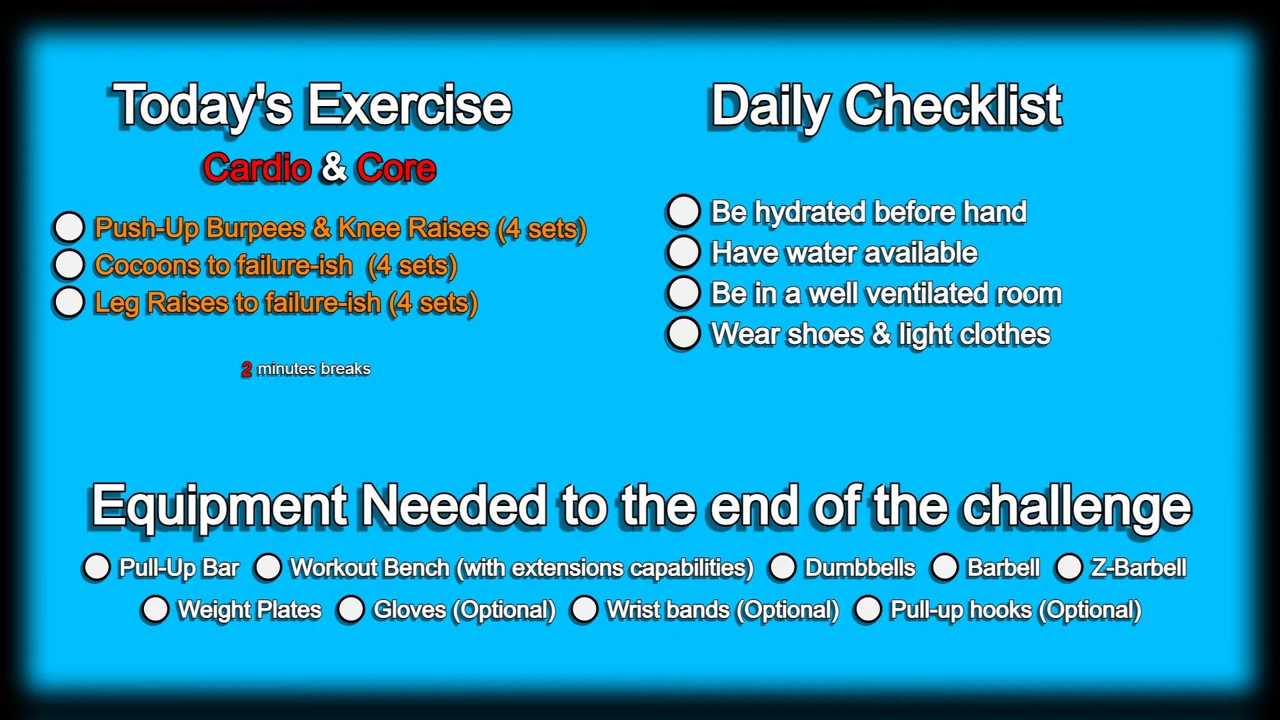 Today's Exercise
Cardio & Core
Push-Up Burpees & Knee Raises (4 sets)
Cocoons to failure-ish (4 sets)
Leg Raises to failure-ish (4 sets)
2 minutes breaks
Daily Checklist
Be hydrated before hand
Have water available
Be in a well ventilated room
Wear shoes & light clothes
Equipment Needed to the end of the challenge
Pull-Up Bar Workout Bench (with extensions capabilities) Dumbbells Barbell Z-Barbell
Weight Plates Gloves (Optional) Wrist bands (Optional) Pull-up hooks (Optional)